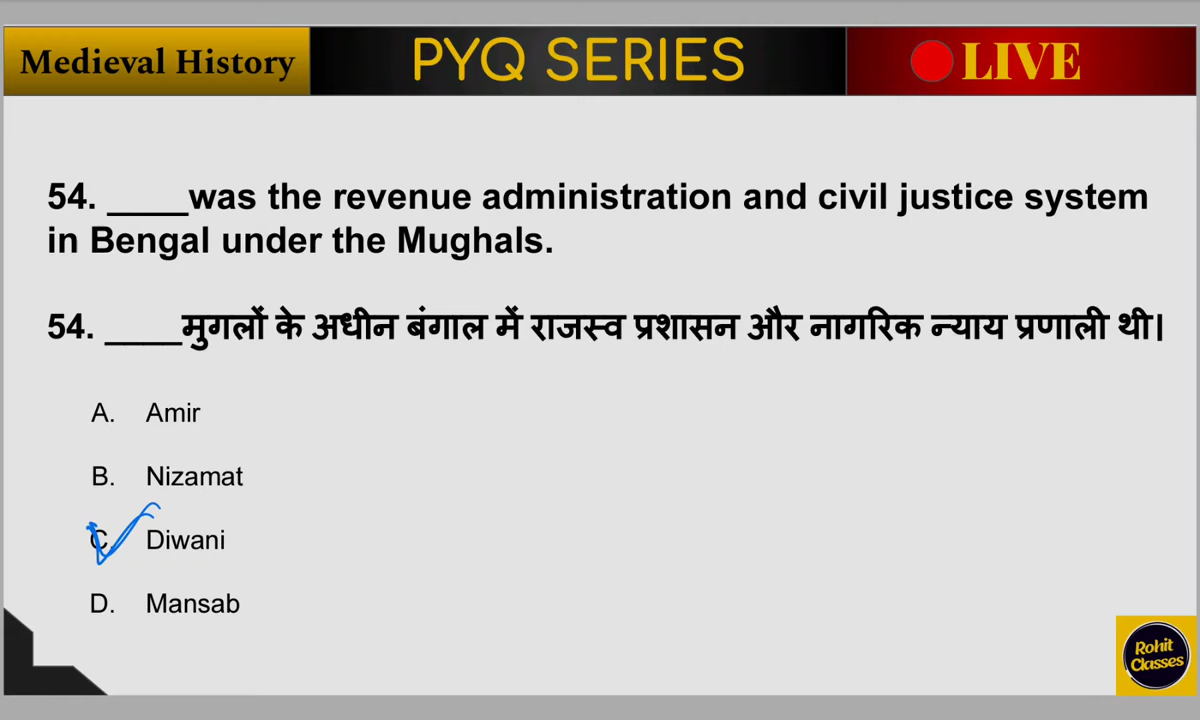 Medieval History
PYQ SERIES
LIVE
54. ____was the revenue administration and civil justice system
in Bengal under the Mughals.
54. ____मुगलों के अधीन बंगाल में राजस्व प्रशासन और नागरिक न्याय प्रणाली थी।
A. Amir
B. Nizamat
C. Diwani
D. Mansab
Rohit
Classes